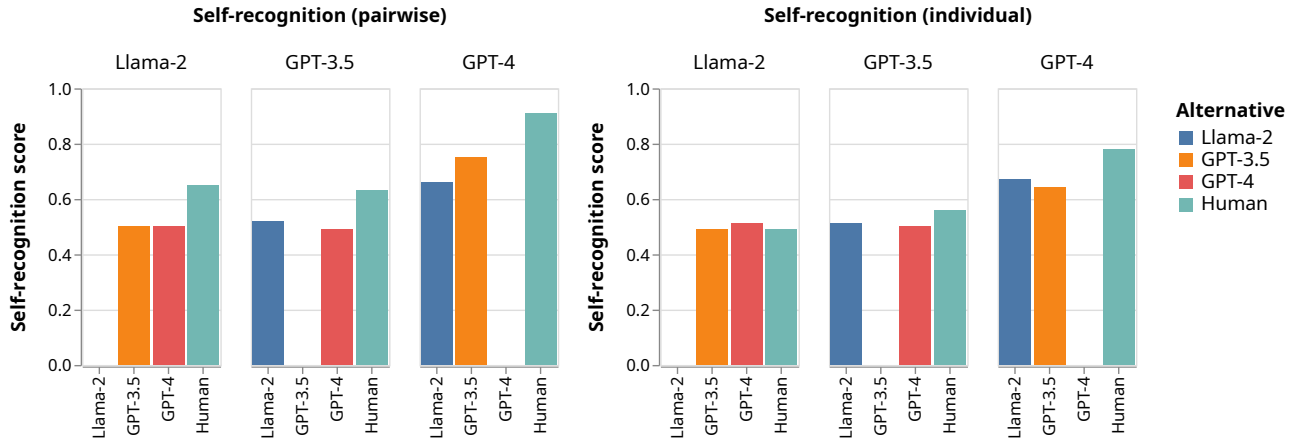 Self-recognition (pairwise)
Llama-2 GPT-3.5 GPT-4
Self-recognition score
1.0
0.8
0.6
0.4
0.2
0.0
Llama-2 GPT-3.5 GPT-4 Human Llama-2 GPT-3.5 GPT-4 Human Llama-2 GPT-3.5 GPT-4 Human
Self-recognition (individual)
Llama-2 GPT-3.5 GPT-4
Self-recognition score
1.0
0.8
0.6
0.4
0.2
0.0
Llama-2 GPT-3.5 GPT-4 Human Llama-2 GPT-3.5 GPT-4 Human Llama-2 GPT-3.5 GPT-4 Human
Alternative
Llama-2
GPT-3.5
GPT-4
Human